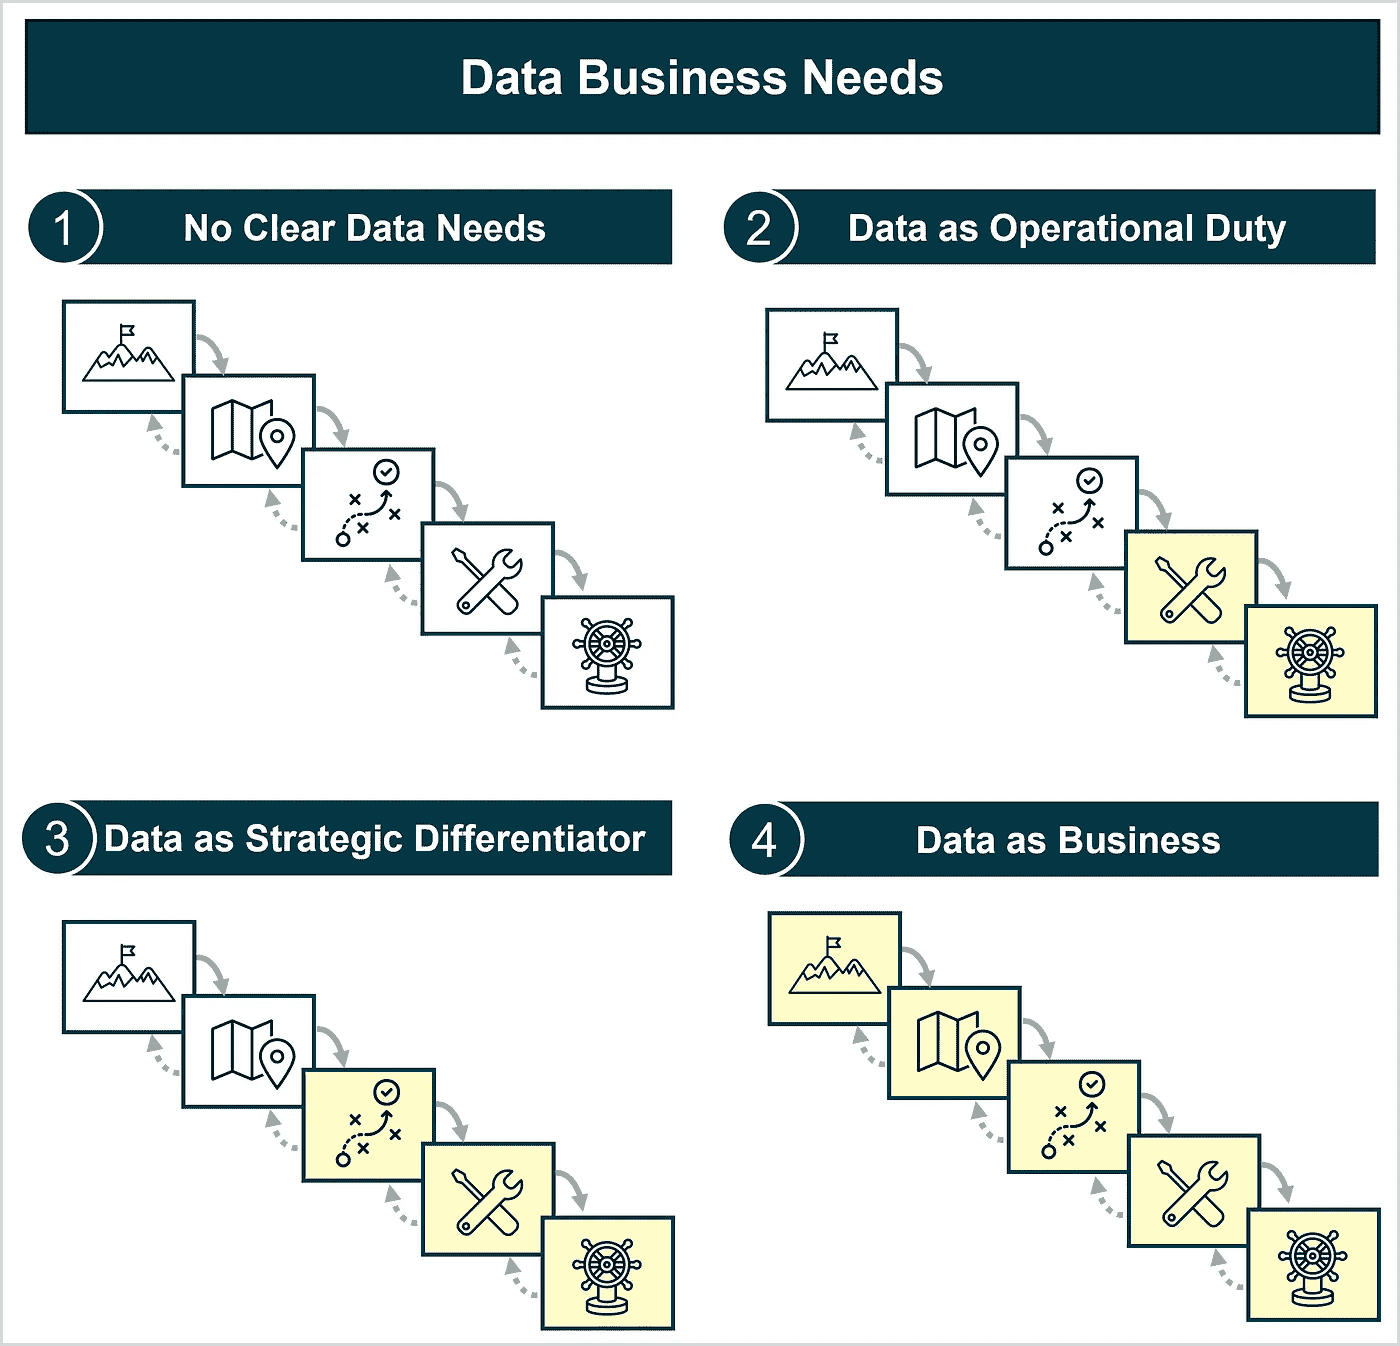 Data Business Needs
1 No Clear Data Needs
2 Data as Operational Duty
3 Data as Strategic Differentiator
4 Data as Business